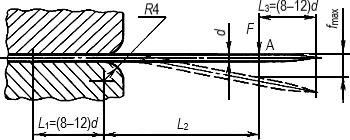 R4
L₃=(8–12)d
d
F
A
fmax
L₁=(8–12)d
L₂